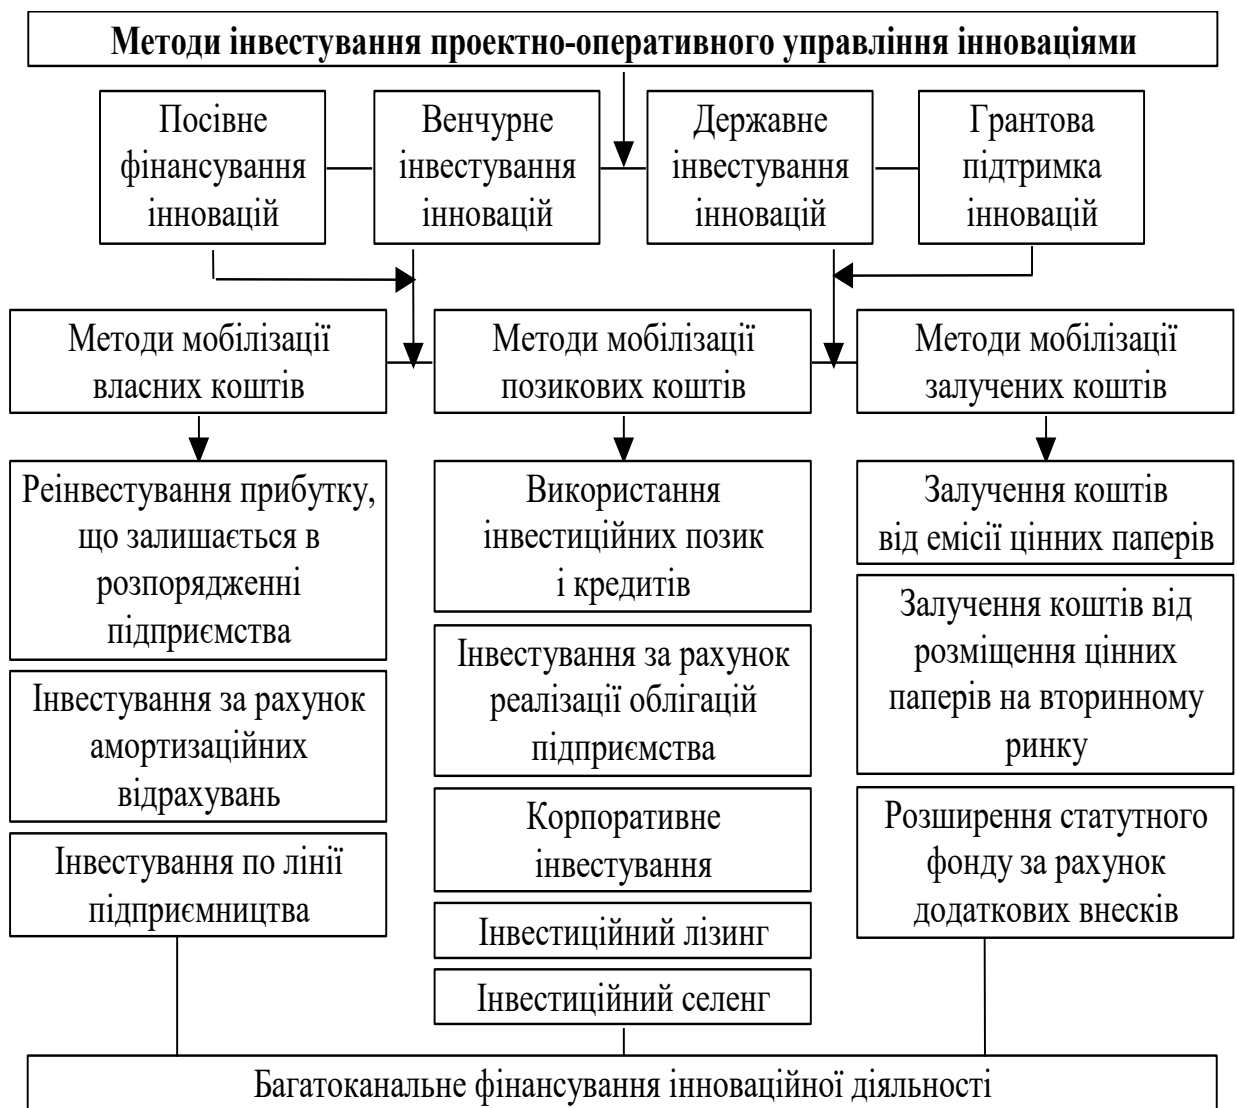 Методи інвестування проектно-оперативного управління інноваціями
Посівне
фінансування
інновацій
Венчурне
інвестування
інновацій
Державне
інвестування
інновацій
Грантова
підтримка
інновацій
Методи мобілізації
власних коштів
Методи мобілізації
позикових коштів
Методи мобілізації
залучених коштів
Реінвестування прибутку,
що залишається в
розпорядженні
підприємства
Інвестування за рахунок
амортизаційних
відрахувань
Інвестування по лінії
підприємництва
Використання
інвестиційних позик
і кредитів
Інвестування за рахунок
реалізації облігацій
підприємства
Корпоративне
інвестування
Інвестиційний лізинг
Інвестиційний селенг
Залучення коштів
від емісії цінних паперів
Залучення коштів від
розміщення цінних
паперів на вторинному
ринку
Розширення статутного
фонду за рахунок
додаткових внесків
Багатоканальне фінансування інноваційної діяльності